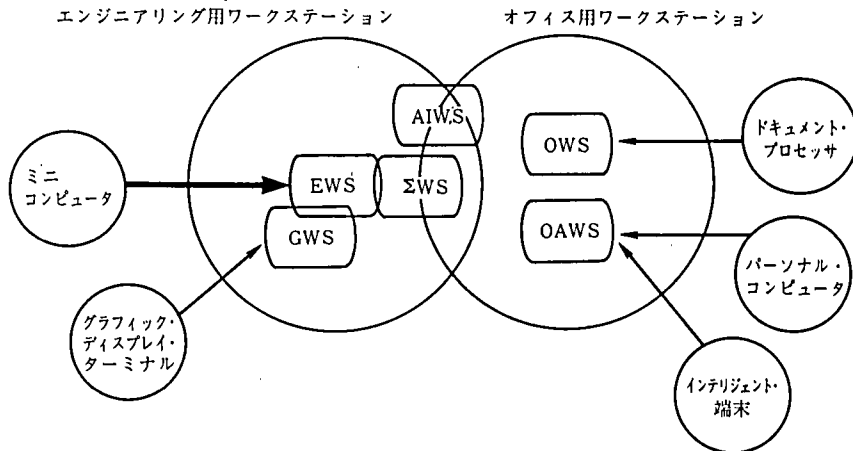 エンジニアリング用ワークステーション
オフィス用ワークステーション
AIWS
OWS
ドキュメント・
プロセッサ
ミニ
コンピュータ
EWS
ΣWS
GWS
OAWS
パーソナル・
コンピュータ
グラフィック・
ディスプレイ・
ターミナル
インテリジェント・
端末